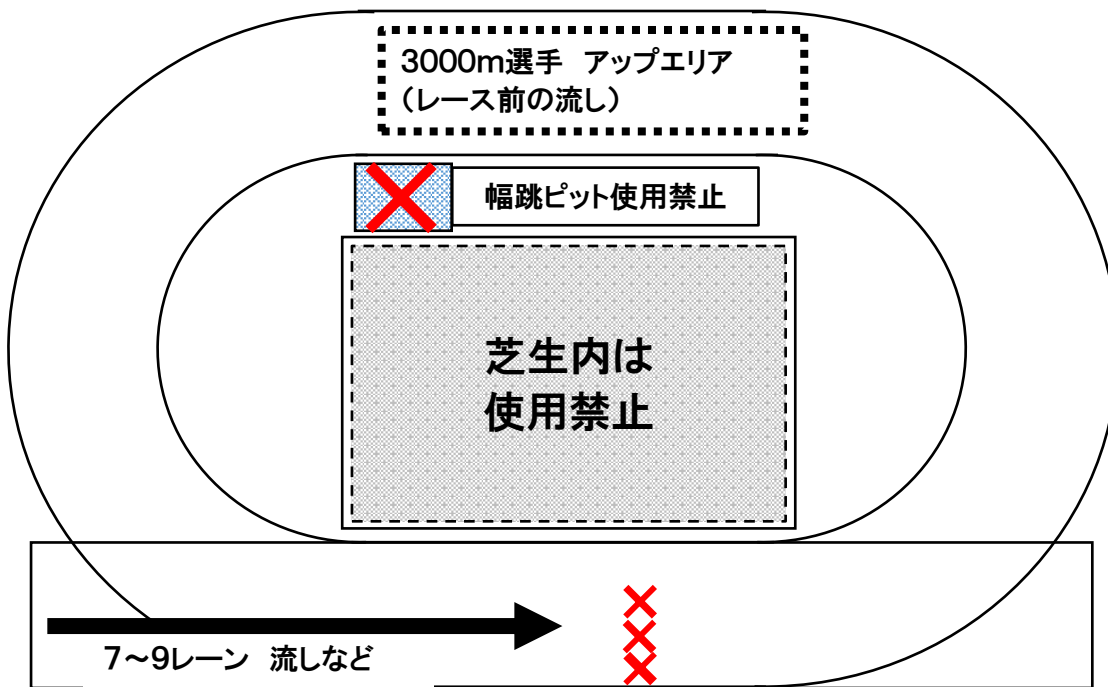 3000m選手　アップエリア
(レース前の流し)
幅跳ピット使用禁止
芝生内は
使用禁止
7～9レーン　流しなど